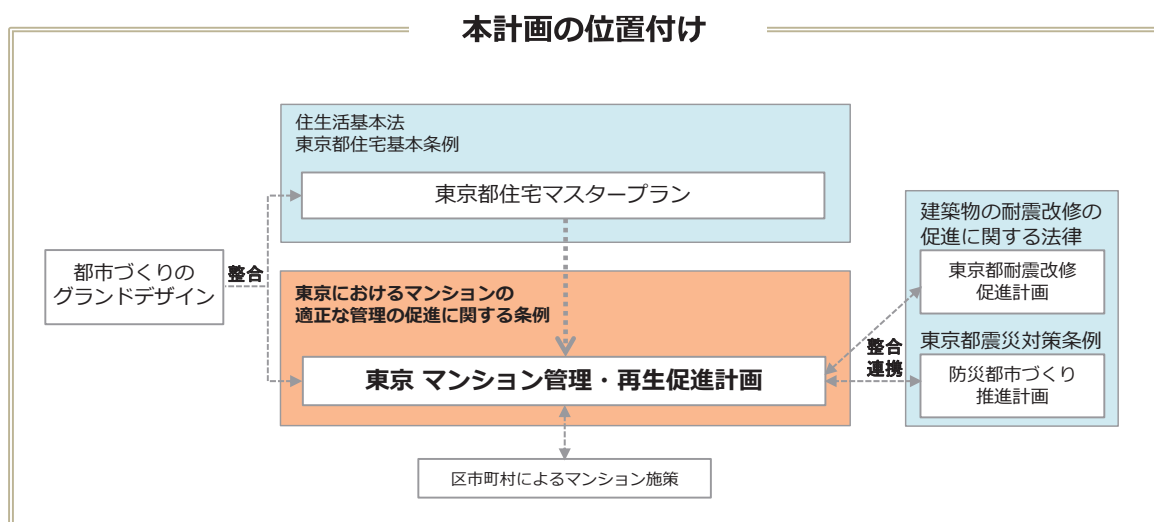 本計画の位置付け
住生活基本法
東京都住宅基本条例
東京都住宅マスタープラン
都市づくりの
グランドデザイン
整合
東京におけるマンションの
適正な管理の促進に関する条例
東京 マンション管理・再生促進計画
整合
連携
建築物の耐震改修の
促進に関する法律
東京都耐震改修
促進計画
東京都震災対策条例
防災都市づくり
推進計画
区市町村によるマンション施策